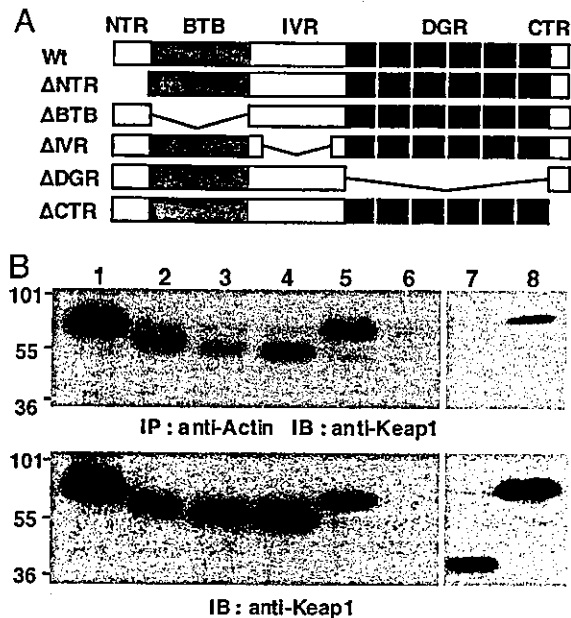 A
NTR BTB IVR DGR CTR
Wt
ΔNTR
ΔBTB
ΔIVR
ΔDGR
ΔCTR
B
1 2 3 4 5 6 7 8
101
55
36
IP : anti-Actin IB : anti-Keap1
101
55
36
IB : anti-Keap1